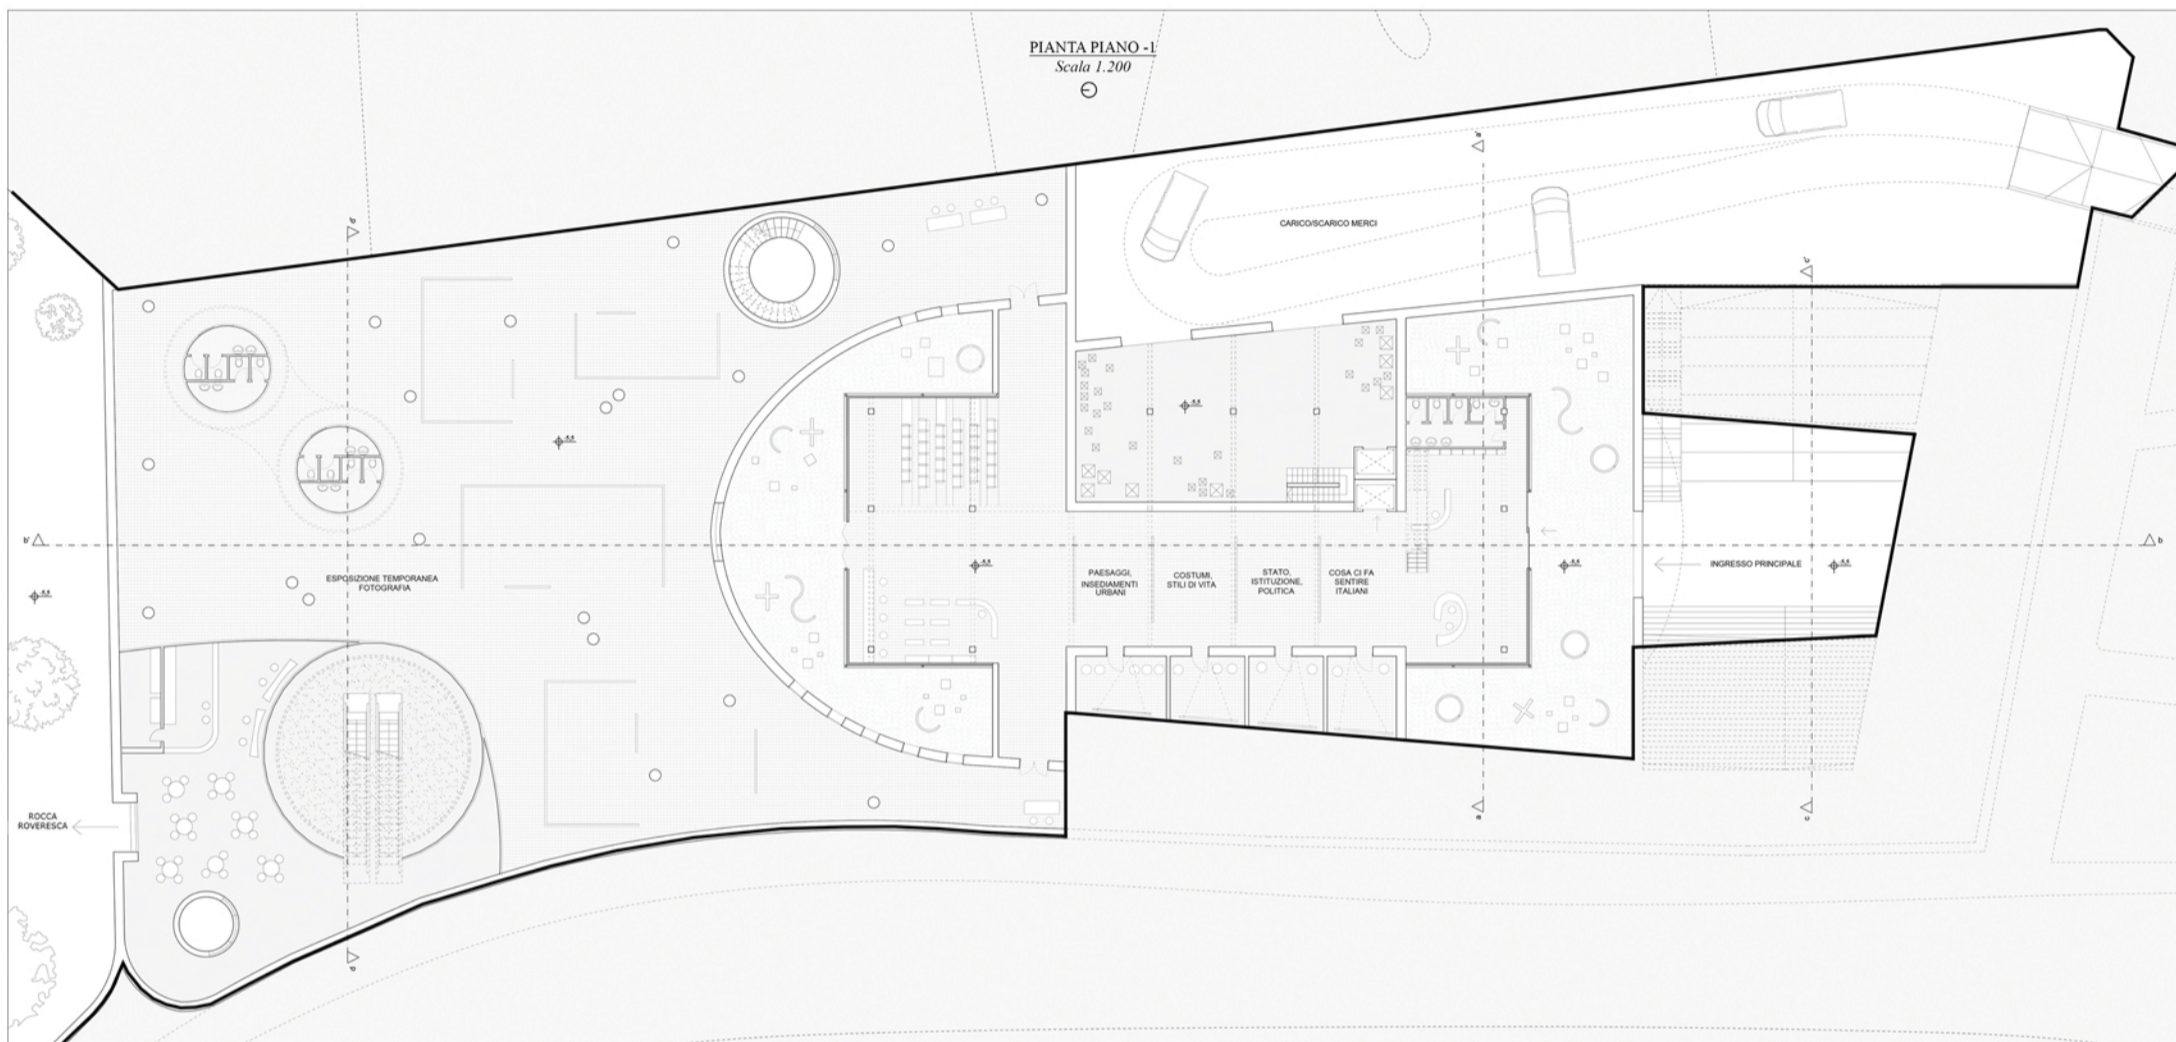 PIANTA PIANO -1
Scala 1.200
CARICO/SCARICO MERCI
ESPOSIZIONE TEMPORANEA
FOTOGRAFIA
PAESAGGI,
INSEDIAMENTI
URBANI
COSTUMI,
STILI DI VITA
STATO,
ISTITUZIONE,
POLITICA
COSA CI FA
SENTIRE
ITALIANI
INGRESSO PRINCIPALE
ROCCA
ROVERESCA
b'
b
a'
a
c'
c